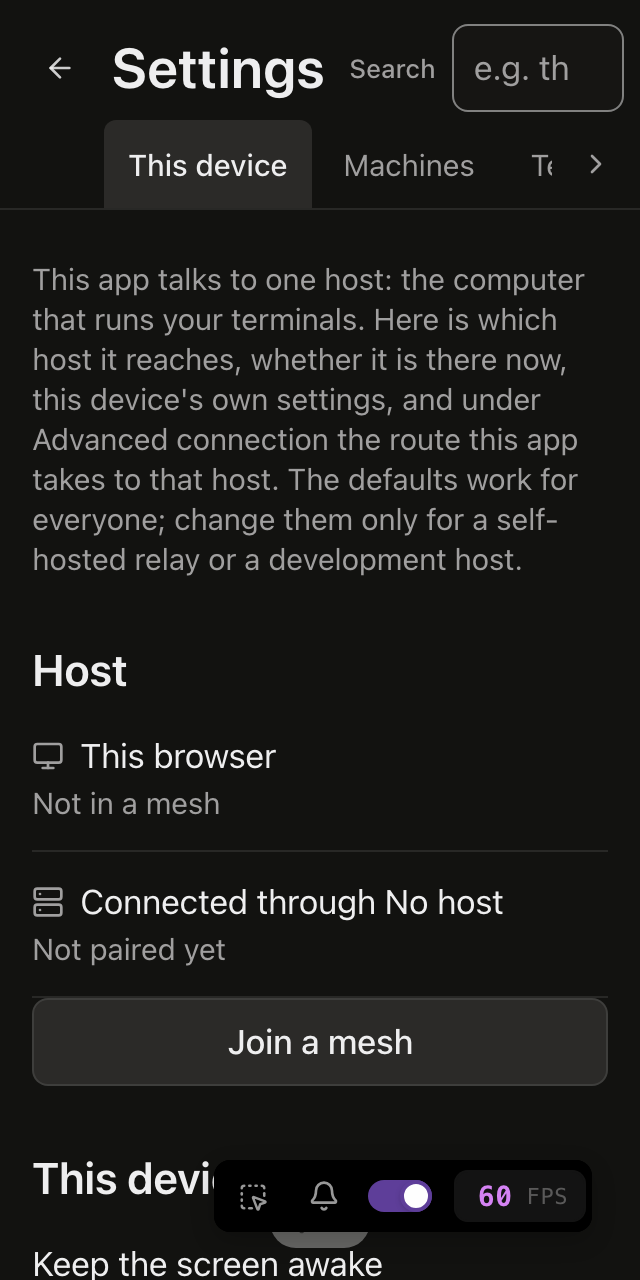 Settings
Search
e.g. th
This device
Machines
This app talks to one host: the computer
that runs your terminals. Here is which
host it reaches, whether it is there now,
this device's own settings, and under
Advanced connection the route this app
takes to that host. The defaults work for
everyone; change them only for a self-
hosted relay or a development host.
Host
This browser
Not in a mesh
Connected through No host
Not paired yet
Join a mesh
This
60 FPS
Keep the screen awake